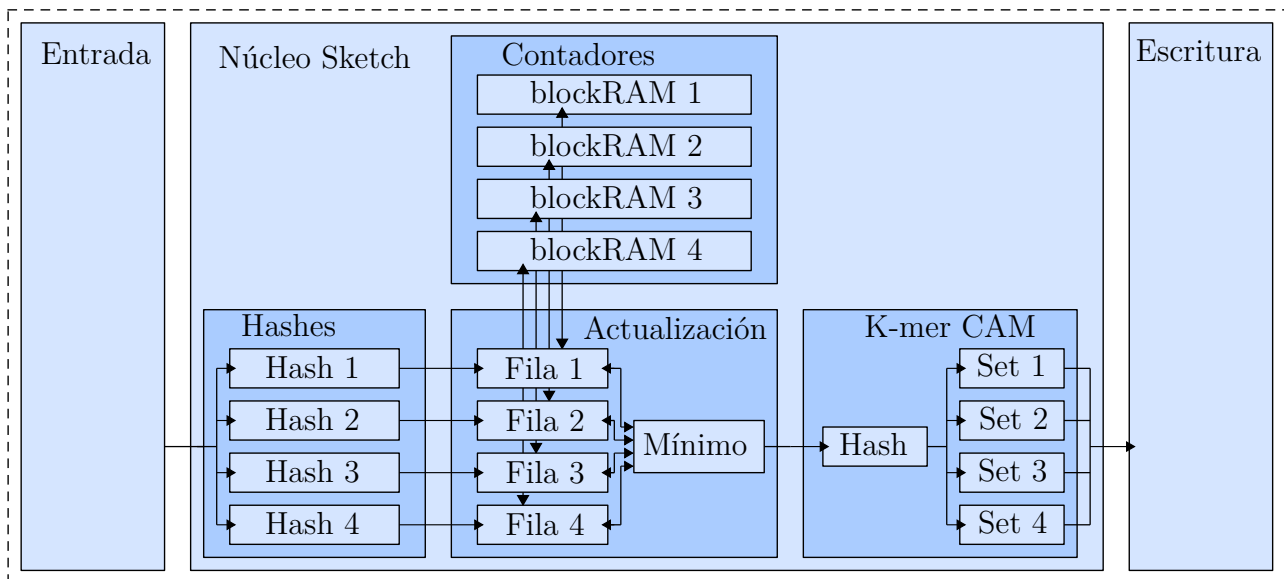 Entrada
Núcleo Sketch
Contadores
blockRAM 1
blockRAM 2
blockRAM 3
blockRAM 4
Hashes
Hash 1
Hash 2
Hash 3
Hash 4
Actualización
Fila 1
Fila 2
Fila 3
Fila 4
Mínimo
K-mer CAM
Hash
Set 1
Set 2
Set 3
Set 4
Escritura